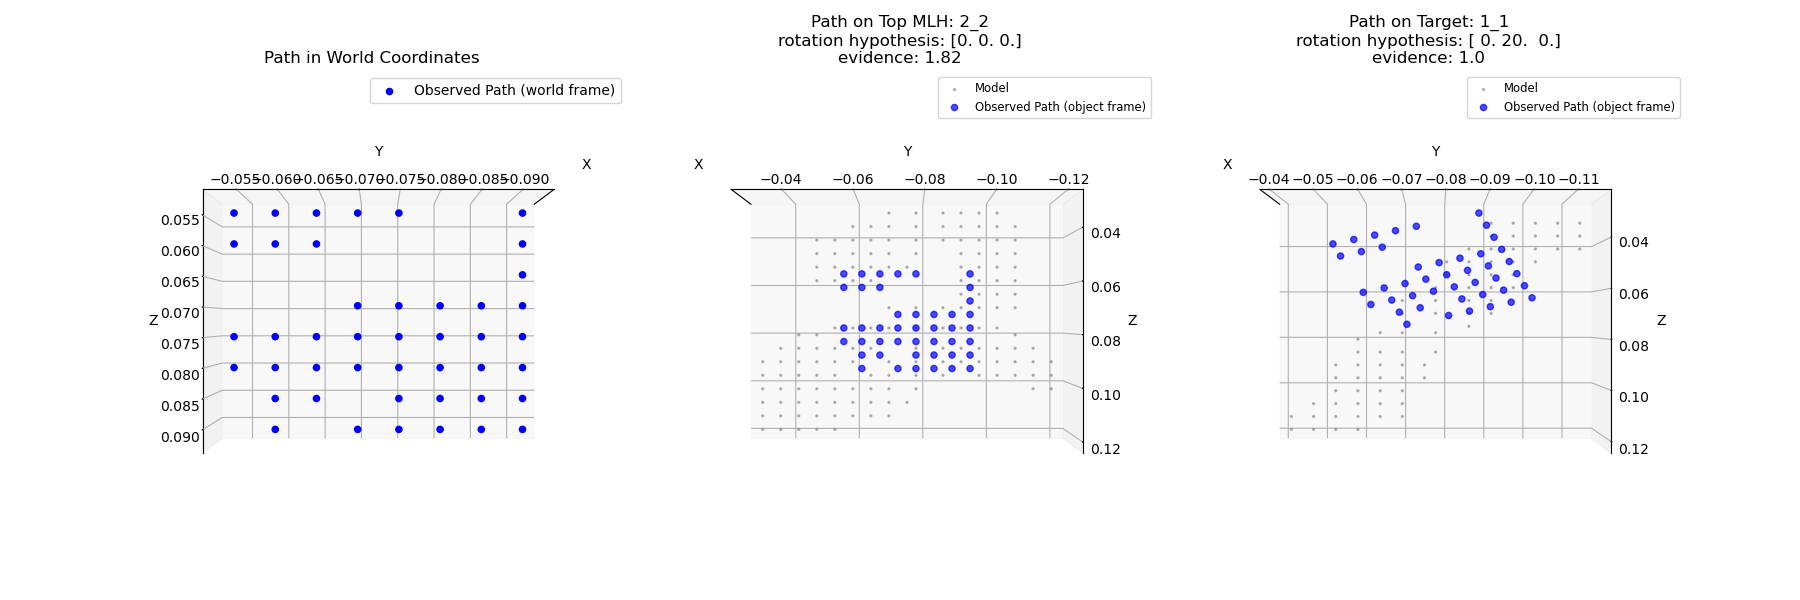 Path in World Coordinates
Observed Path (world frame)
Y
X
−0.055 −0.060 −0.065 −0.070 −0.075 −0.080 −0.085 −0.090
0.055
0.060
0.065
0.070
Z
0.075
0.080
0.085
0.090
Path on Top MLH: 2_2
rotation hypothesis: [0. 0. 0.]
evidence: 1.82
Model
Observed Path (object frame)
Y
X
−0.04 −0.06 −0.08 −0.10 −0.12
0.04
0.06
Z
0.08
0.10
0.12
Path on Target: 1_1
rotation hypothesis: [ 0. 20.  0.]
evidence: 1.0
Model
Observed Path (object frame)
Y
X
−0.04 −0.05 −0.06 −0.07 −0.08 −0.09 −0.10 −0.11
0.04
0.06
Z
0.08
0.10
0.12